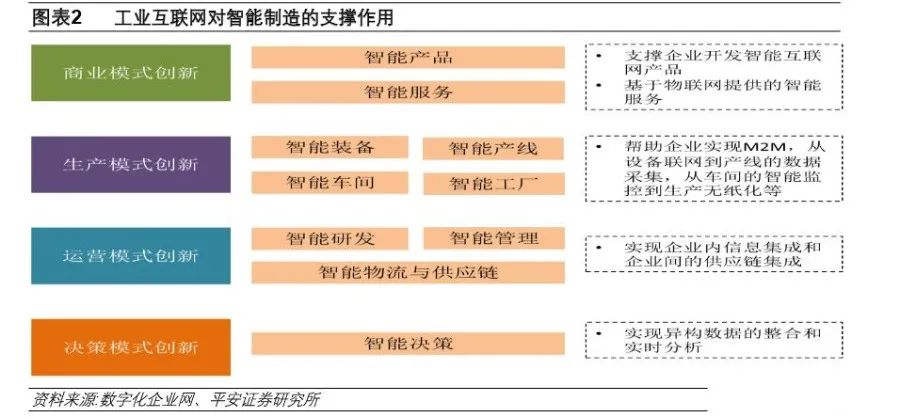 图表2 工业互联网对智能制造的支撑作用
商业模式创新
智能产品
智能服务
• 支撑企业开发智能互联
网产品
• 基于物联网提供的智能
服务
生产模式创新
智能装备 智能产线
智能车间 智能工厂
• 帮助企业实现M2M，从
设备联网到产线的数据
采集，从车间的智能监
控到生产无纸化等
运营模式创新
智能研发 智能管理
智能物流与供应链
• 实现企业内信息集成和
企业间的供应链集成
决策模式创新
智能决策
• 实现异构数据的整合和
实时分析
资料来源:数字化企业网、平安证券研究所